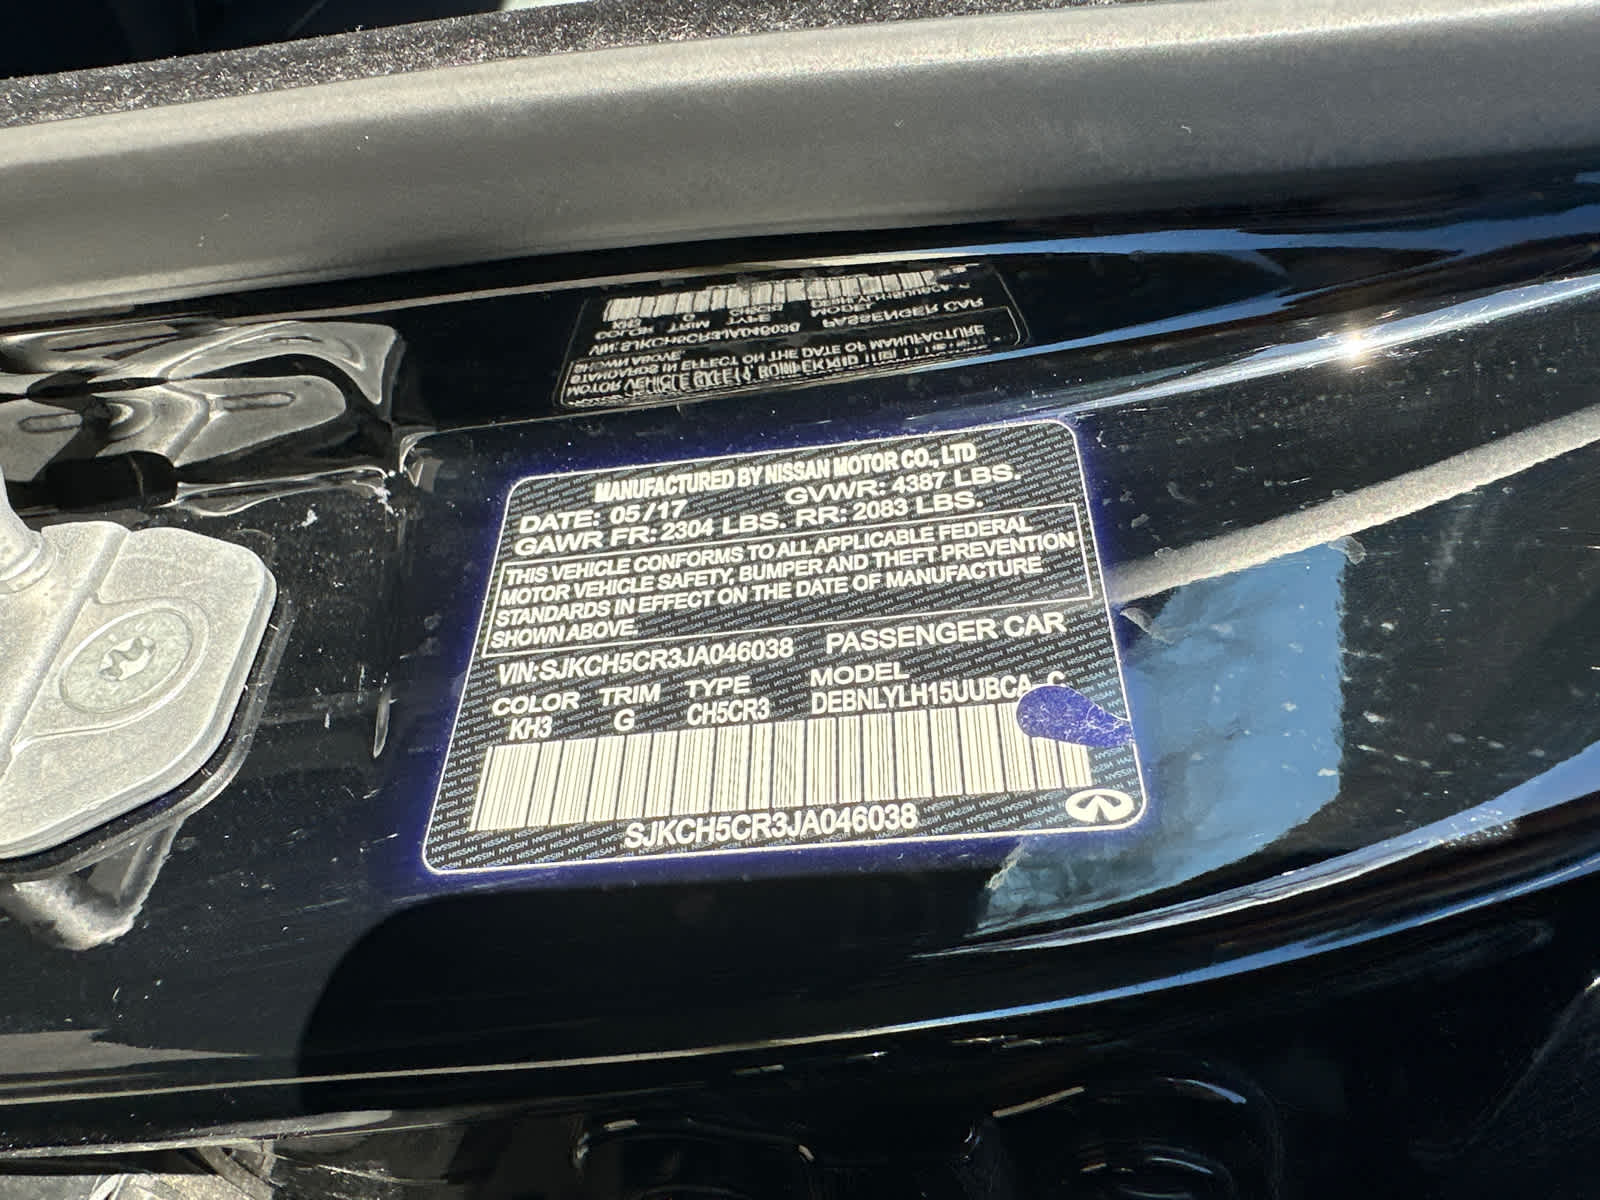 MANUFACTURED BY NISSAN MOTOR CO., LTD
DATE: 05/17 GVWR: 4387 LBS.
GAWR FR: 2304 LBS. RR: 2083 LBS.
THIS VEHICLE CONFORMS TO ALL APPLICABLE FEDERAL
MOTOR VEHICLE SAFETY, BUMPER AND THEFT PREVENTION
STANDARDS IN EFFECT ON THE DATE OF MANUFACTURE
SHOWN ABOVE.
VIN:SJKCH5CR3JA046038 PASSENGER CAR
COLOR TRIM TYPE MODEL
KH3 G CH5CR3 DEBNLYLH15UUBCA
SJKCH5CR3JA046038